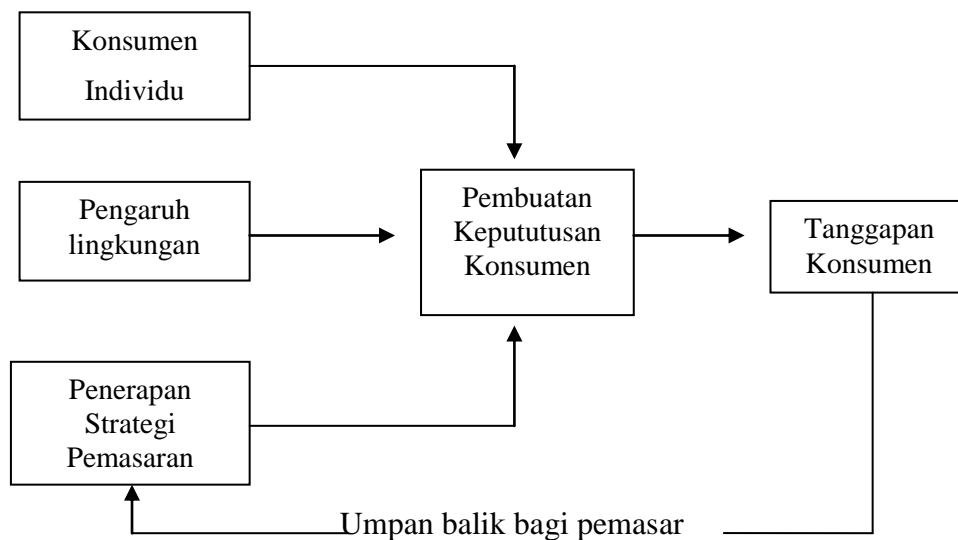 Konsumen
Individu
Pengaruh
lingkungan
Pembuatan
Kepututusan
Konsumen
Tanggapan
Konsumen
Penerapan
Strategi
Pemasaran
Umpan balik bagi pemasar